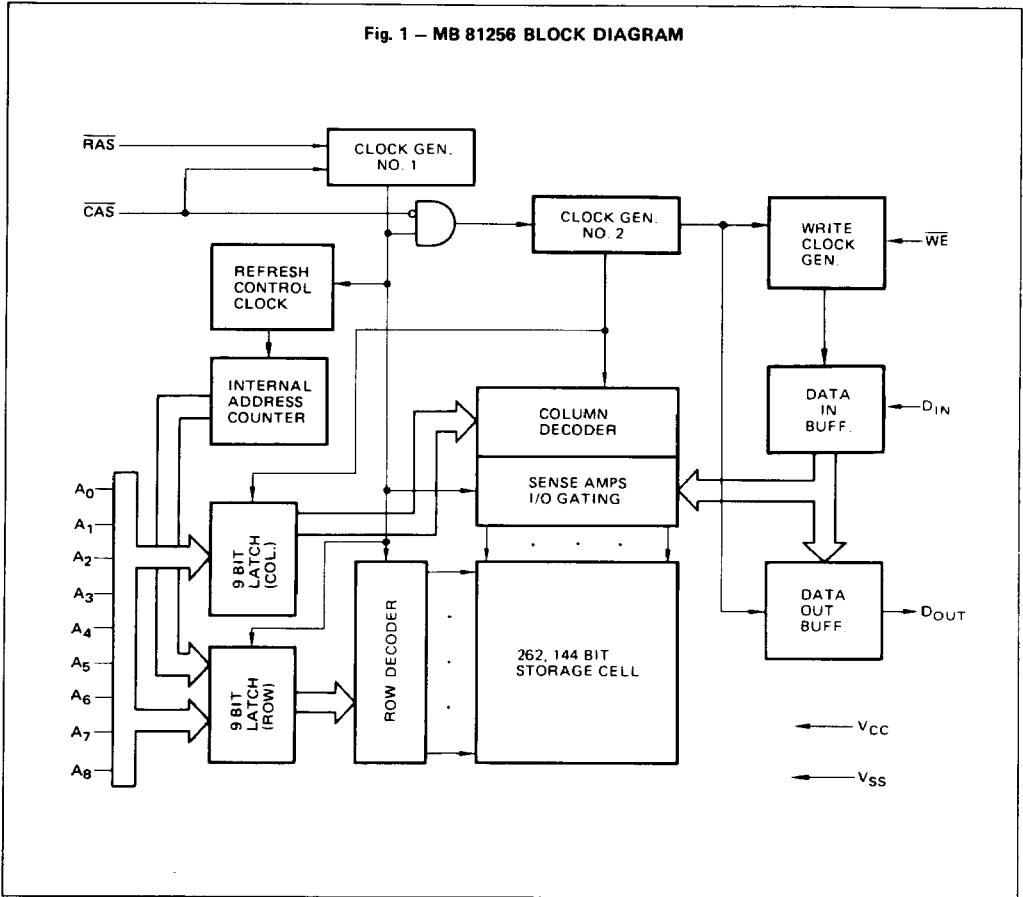 Fig. 1 – MB 81256 BLOCK DIAGRAM
RAS
CLOCK GEN.
NO. 1
CAS
CLOCK GEN.
NO. 2
WRITE
CLOCK
GEN.
WE
REFRESH
CONTROL
CLOCK
INTERNAL
ADDRESS
COUNTER
COLUMN
DECODER
DATA
IN
BUFF.
DIN
SENSE AMPS
I/O GATING
A0
A1
A2
A3
A4
A5
A6
A7
A8
9 BIT
LATCH
(COL.)
9 BIT
LATCH
(ROW)
ROW DECODER
262, 144 BIT
STORAGE CELL
DATA
OUT
BUFF.
DOUT
VCC
VSS